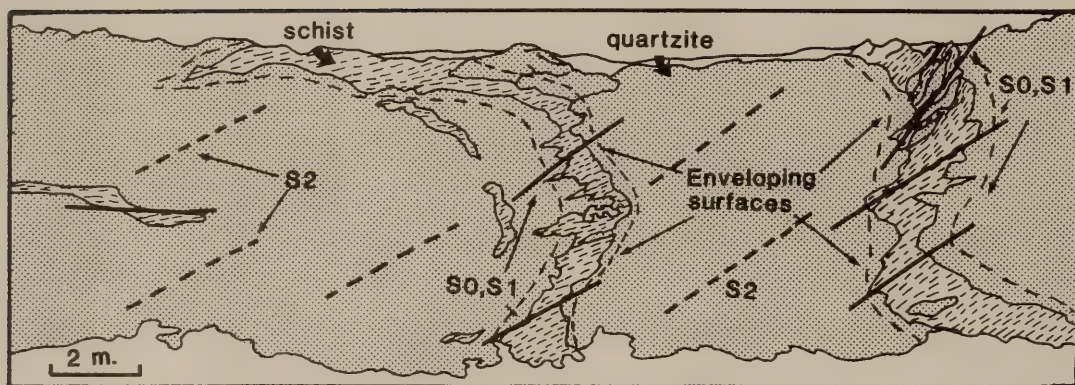 schist
quartzite
S0,S1
S2
Enveloping
surfaces
S0,S1
S2
2 m.